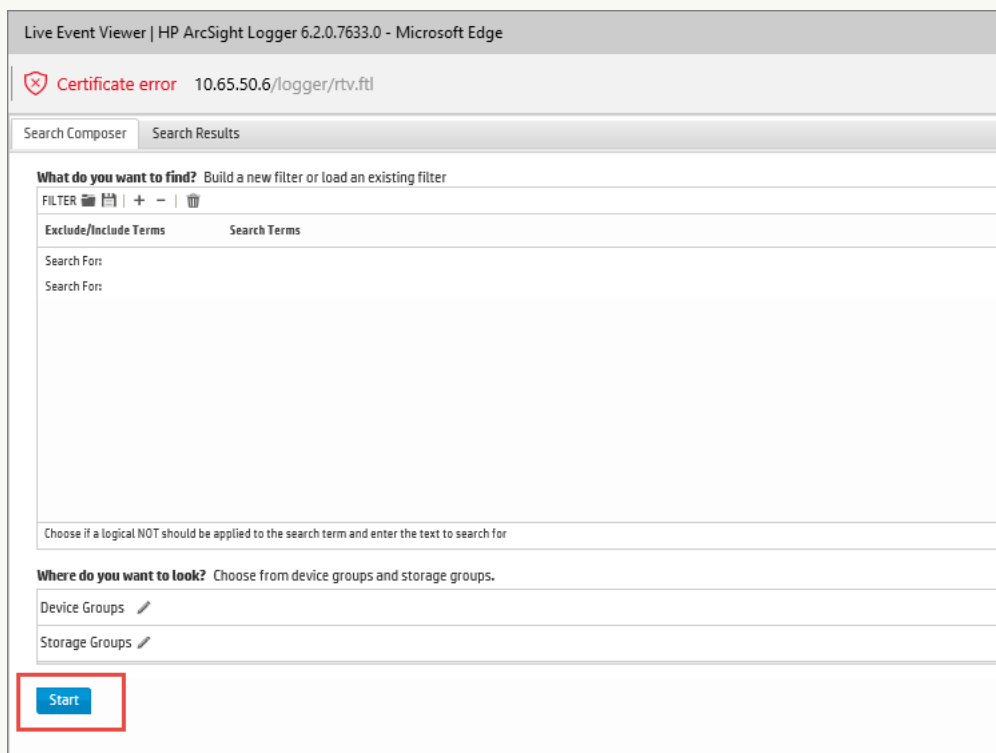 Live Event Viewer | HP ArcSight Logger 6.2.0.7633.0 - Microsoft Edge
Certificate error 10.65.50.6/logger/rtv.ftl
Search Composer Search Results
What do you want to find? Build a new filter or load an existing filter
FILTER | + - |
Exclude/Include Terms Search Terms
Search For:
Search For:
Choose if a logical NOT should be applied to the search term and enter the text to search for
Where do you want to look? Choose from device groups and storage groups.
Device Groups
Storage Groups
Start